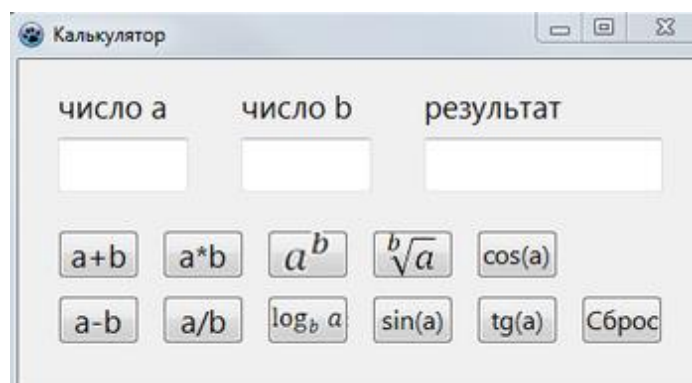 Калькулятор
число a число b результат
a+b a*b a^b ᵇ√a cos(a)
a-b a/b log_b a sin(a) tg(a) Сброс